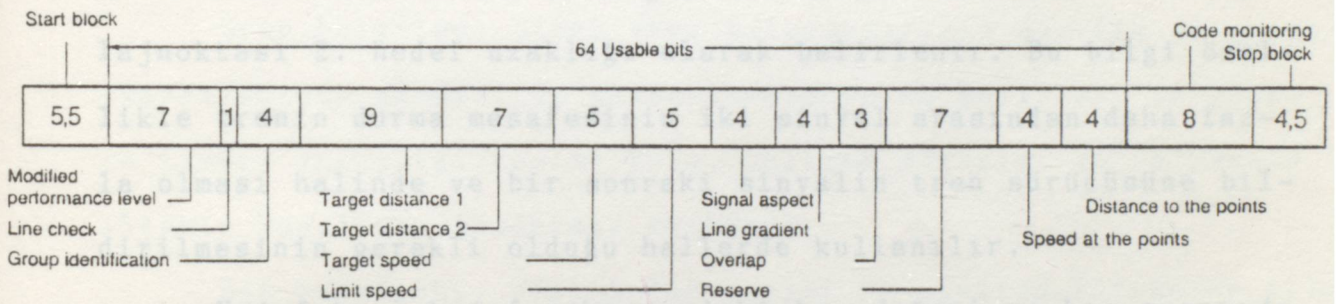 Start block
64 Usable bits
Code monitoring
Stop block
5,5 7 1 4 9 7 5 5 4 4 3 7 4 4 8 4,5
Modified
performance level
Line check
Group identification
Target distance 1
Target distance 2
Target speed
Limit speed
Signal aspect
Line gradient
Overlap
Reserve
Distance to the points
Speed at the points